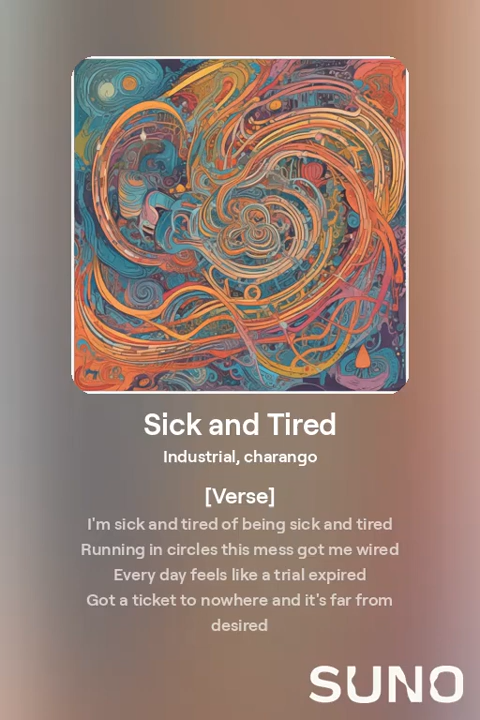 Sick and Tired
Industrial, charango
[Verse]
I'm sick and tired of being sick and tired
Running in circles this mess got me wired
Every day feels like a trial expired
Got a ticket to nowhere and it's far from
desired
SUNO